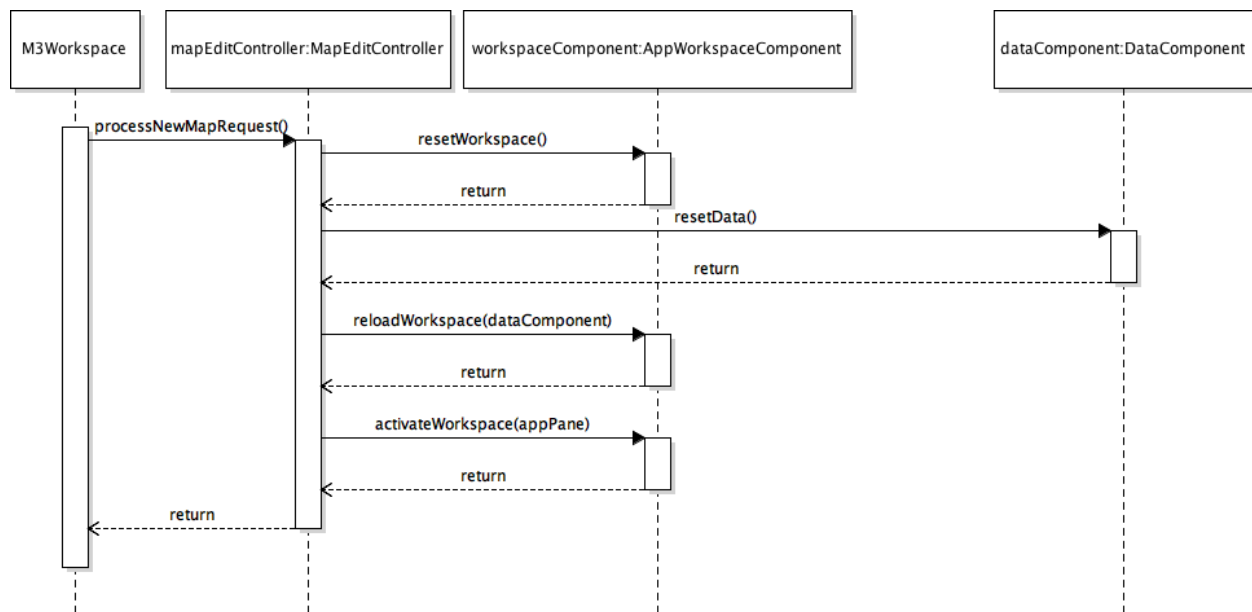 M3Workspace
mapEditController:MapEditController
workspaceComponent:AppWorkspaceComponent
dataComponent:DataComponent
processNewMapRequest()
resetWorkspace()
return
resetData()
return
reloadWorkspace(dataComponent)
return
activateWorkspace(appPane)
return
return